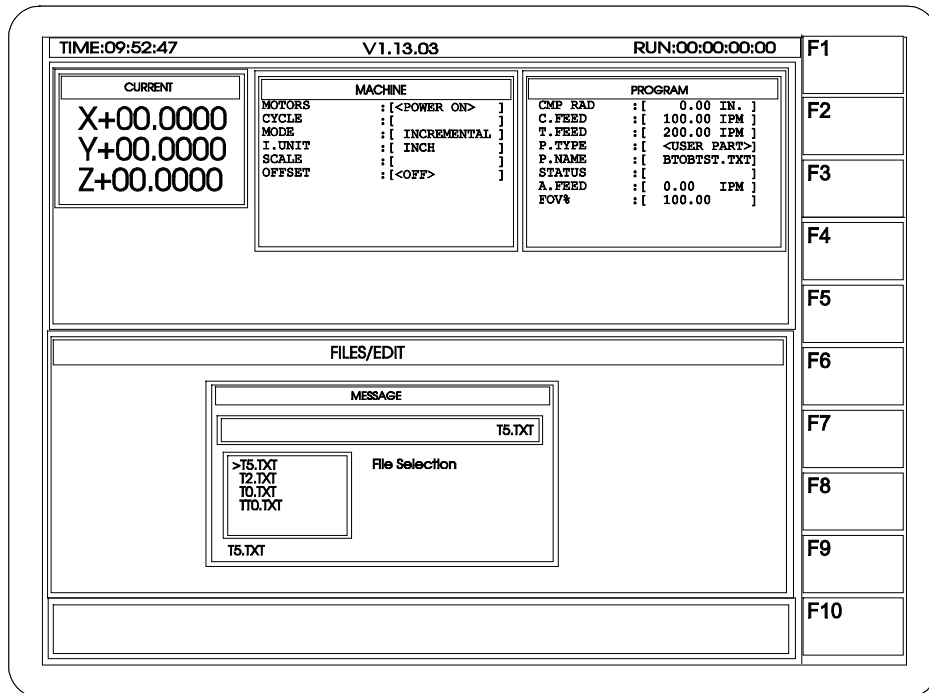 TIME:09:52:47 V1.13.03 RUN:00:00:00:00
CURRENT
X+00.0000
Y+00.0000
Z+00.0000
MACHINE
MOTORS :[<POWER ON> ]
CYCLE :[ ]
MODE :[ INCREMENTAL ]
I.UNIT :[ INCH ]
SCALE :[ ]
OFFSET :[<OFF> ]
PROGRAM
CMP RAD :[ 0.00 IN. ]
C.FEED :[ 100.00 IPM ]
T.FEED :[ 200.00 IPM ]
P.TYPE :[ <USER PART>]
P.NAME :[ BTOBTST.TXT]
STATUS :[ ]
A.FEED :[ 0.00 IPM ]
FOV% :[ 100.00 ]
FILES/EDIT
MESSAGE
T5.TXT
>T5.TXT
T2.TXT
T0.TXT
TT0.TXT
File Selection
T5.TXT
F1
F2
F3
F4
F5
F6
F7
F8
F9
F10